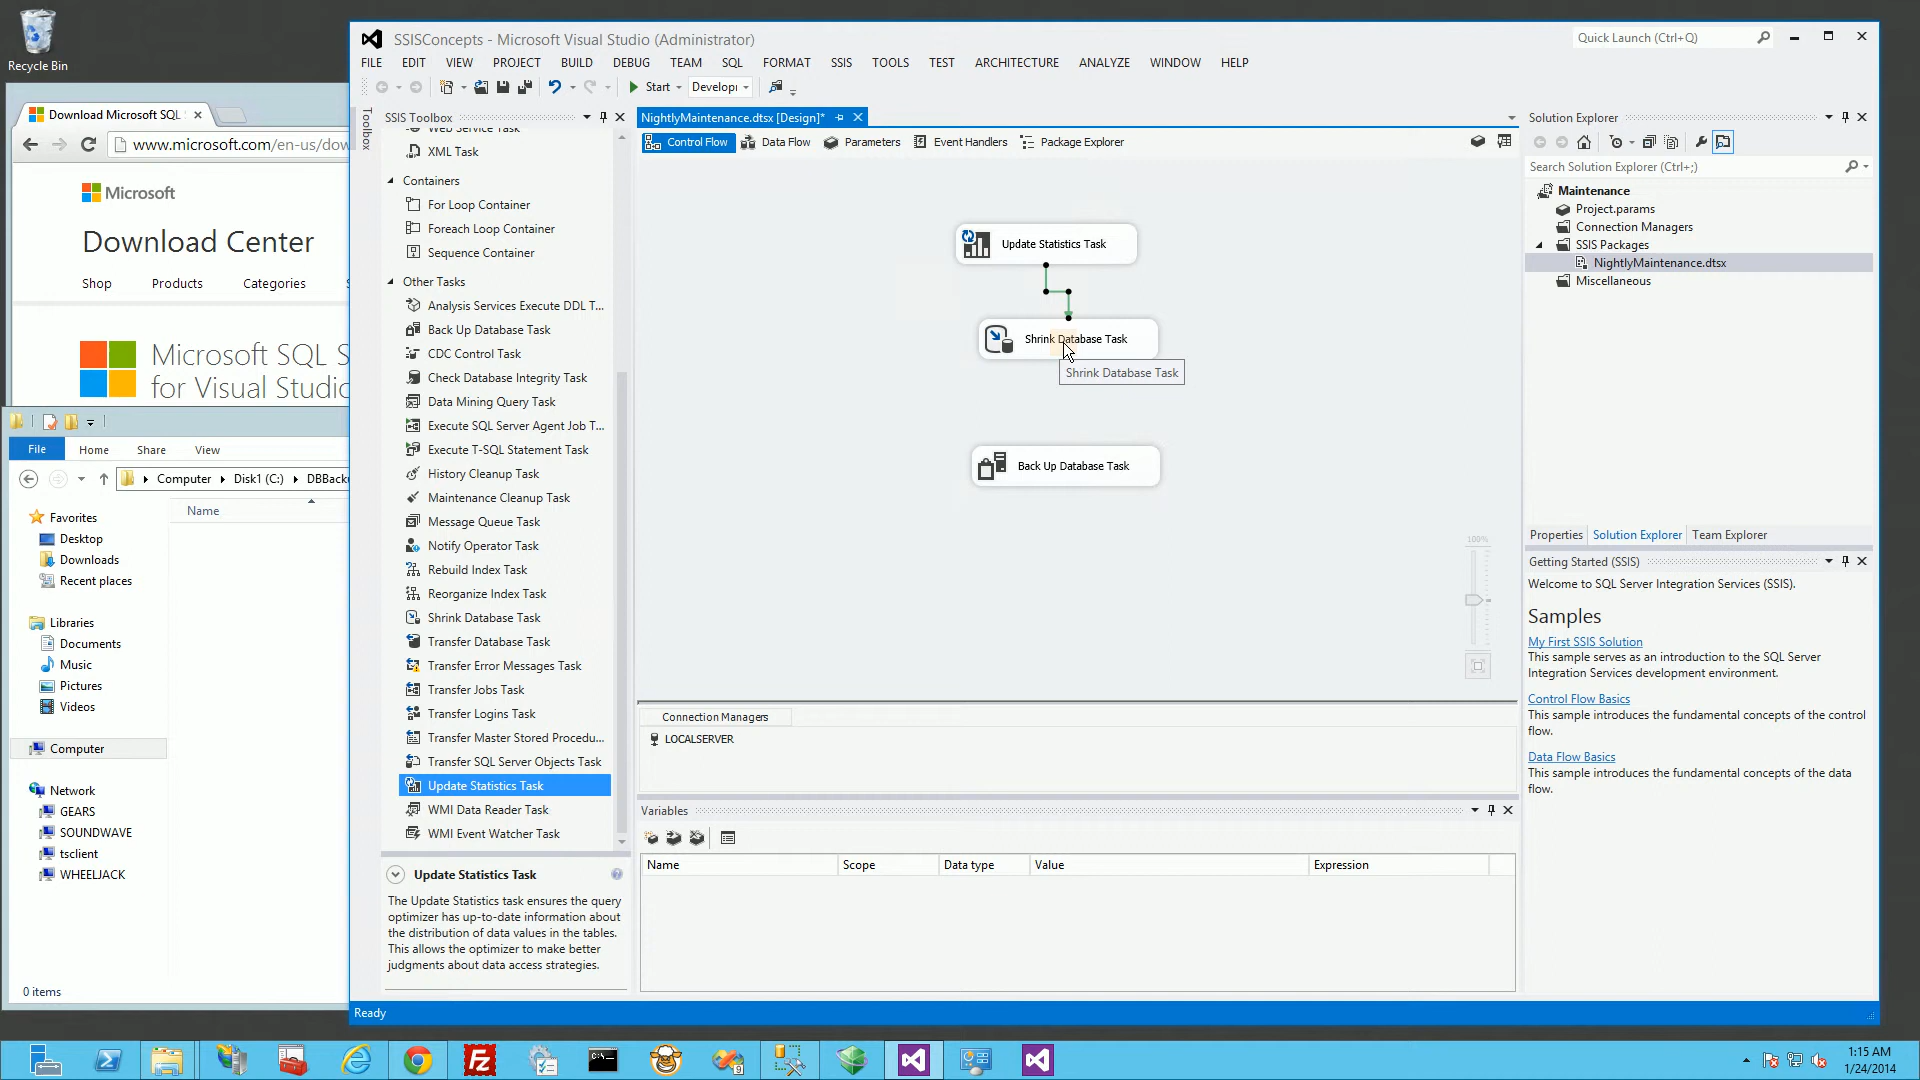 Recycle Bin
Download Microsoft SQL
www.microsoft.com/en-us/dow
Microsoft
Download Center
Shop Products Categories
Microsoft SQL S
for Visual Studio
File Home Share View
Computer Disk1 (C:) DBBacku
Name
Favorites
Desktop
Downloads
Recent places
Libraries
Documents
Music
Pictures
Videos
Computer
Network
GEARS
SOUNDWAVE
tsclient
WHEELJACK
0 items
SSISConcepts - Microsoft Visual Studio (Administrator)
Quick Launch (Ctrl+Q)
FILE EDIT VIEW PROJECT BUILD DEBUG TEAM SQL FORMAT SSIS TOOLS TEST ARCHITECTURE ANALYZE WINDOW HELP
Start Developi
Toolbox
SSIS Toolbox
Web Service Task
XML Task
Containers
For Loop Container
Foreach Loop Container
Sequence Container
Other Tasks
Analysis Services Execute DDL T...
Back Up Database Task
CDC Control Task
Check Database Integrity Task
Data Mining Query Task
Execute SQL Server Agent Job T...
Execute T-SQL Statement Task
History Cleanup Task
Maintenance Cleanup Task
Message Queue Task
Notify Operator Task
Rebuild Index Task
Reorganize Index Task
Shrink Database Task
Transfer Database Task
Transfer Error Messages Task
Transfer Jobs Task
Transfer Logins Task
Transfer Master Stored Procedu...
Transfer SQL Server Objects Task
Update Statistics Task
WMI Data Reader Task
WMI Event Watcher Task
Update Statistics Task
The Update Statistics task ensures the query
optimizer has up-to-date information about
the distribution of data values in the tables.
This allows the optimizer to make better
judgments about data access strategies.
NightlyMaintenance.dtsx [Design]*
Control Flow Data Flow Parameters Event Handlers Package Explorer
Update Statistics Task
Shrink Database Task
Shrink Database Task
Back Up Database Task
100%
Connection Managers
LOCALSERVER
Variables
Name Scope Data type Value Expression
Solution Explorer
Search Solution Explorer (Ctrl+;)
Maintenance
Project.params
Connection Managers
SSIS Packages
NightlyMaintenance.dtsx
Miscellaneous
Properties Solution Explorer Team Explorer
Getting Started (SSIS)
Welcome to SQL Server Integration Services (SSIS).
Samples
My First SSIS Solution
This sample serves as an introduction to the SQL Server
Integration Services development environment.
Control Flow Basics
This sample introduces the fundamental concepts of the control
flow.
Data Flow Basics
This sample introduces the fundamental concepts of the data
flow.
Ready
1:15 AM
1/24/2014